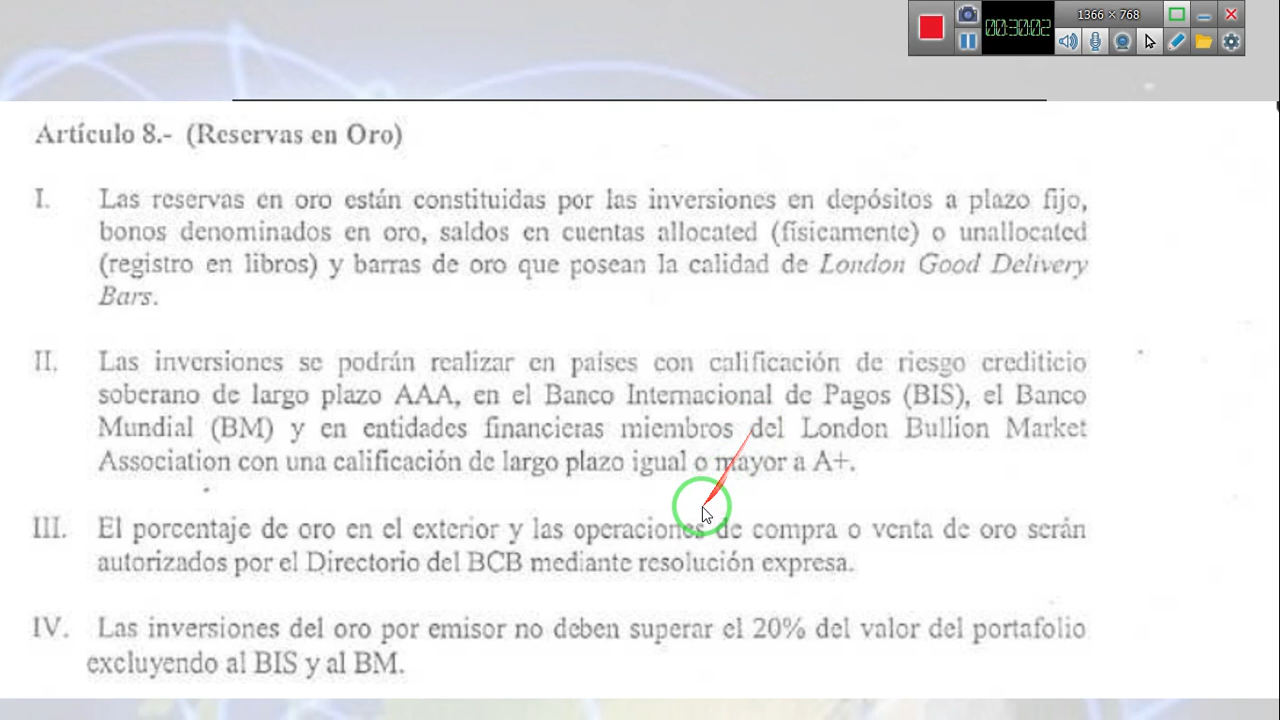 00:30:02
1366 × 768
Artículo 8.- (Reservas en Oro)
I. Las reservas en oro están constituidas por las inversiones en depósitos a plazo fijo,
bonos denominados en oro, saldos en cuentas allocated (físicamente) o unallocated
(registro en libros) y barras de oro que posean la calidad de London Good Delivery
Bars.
II. Las inversiones se podrán realizar en países con calificación de riesgo crediticio
soberano de largo plazo AAA, en el Banco Internacional de Pagos (BIS), el Banco
Mundial (BM) y en entidades financieras miembros del London Bullion Market
Association con una calificación de largo plazo igual o mayor a A+.
III. El porcentaje de oro en el exterior y las operaciones de compra o venta de oro serán
autorizados por el Directorio del BCB mediante resolución expresa.
IV. Las inversiones del oro por emisor no deben superar el 20% del valor del portafolio
excluyendo al BIS y al BM.